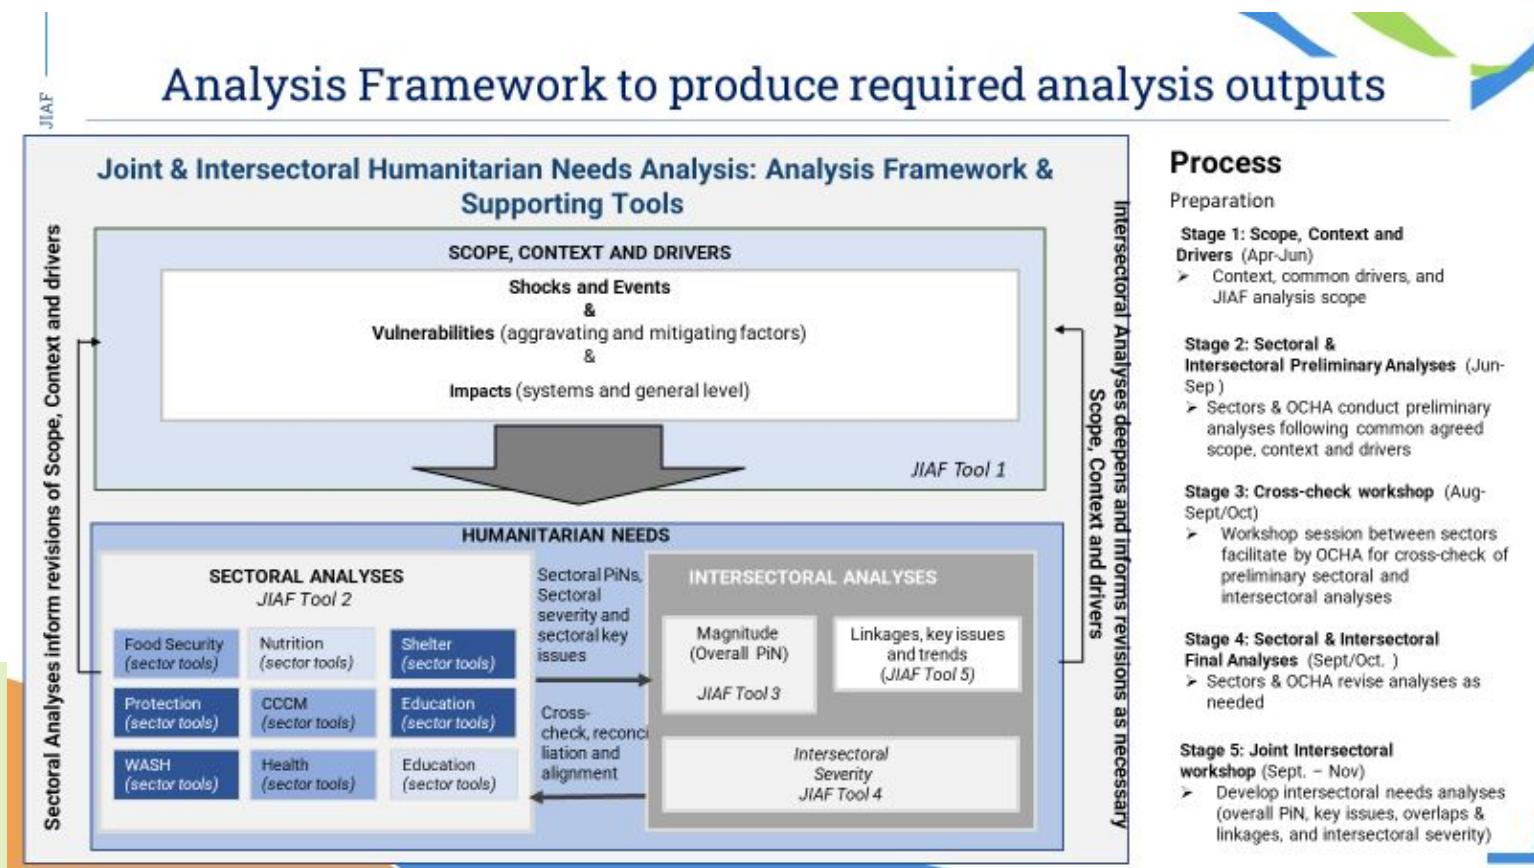 JIAF
Analysis Framework to produce required analysis outputs
Joint & Intersectoral Humanitarian Needs Analysis: Analysis Framework &
Supporting Tools
Sectoral Analyses inform revisions of Scope, Context and drivers
SCOPE, CONTEXT AND DRIVERS
Shocks and Events
&
Vulnerabilities (aggravating and mitigating factors)
&
Impacts (systems and general level)
JIAF Tool 1
HUMANITARIAN NEEDS
SECTORAL ANALYSES
JIAF Tool 2
Food Security
(sector tools)
Nutrition
(sector tools)
Shelter
(sector tools)
Protection
(sector tools)
CCCM
(sector tools)
Education
(sector tools)
WASH
(sector tools)
Health
(sector tools)
Education
(sector tools)
Sectoral PiNs,
Sectoral
severity and
sectoral key
issues
Cross-
check, reconci
liation and
alignment
INTERSECTORAL ANALYSES
Magnitude
(Overall PiN)
JIAF Tool 3
Linkages, key issues
and trends
(JIAF Tool 5)
Intersectoral
Severity
JIAF Tool 4
Intersectoral Analyses deepens and informs revisions as necessary
Scope, Context and drivers
Process
Preparation
Stage 1: Scope, Context and
Drivers (Apr-Jun)
➢ Context, common drivers, and
JIAF analysis scope
Stage 2: Sectoral &
Intersectoral Preliminary Analyses (Jun-
Sep )
➢ Sectors & OCHA conduct preliminary
analyses following common agreed
scope, context and drivers
Stage 3: Cross-check workshop (Aug-
Sept/Oct)
➢ Workshop session between sectors
facilitate by OCHA for cross-check of
preliminary sectoral and
intersectoral analyses
Stage 4: Sectoral & Intersectoral
Final Analyses (Sept/Oct. )
➢ Sectors & OCHA revise analyses as
needed
Stage 5: Joint Intersectoral
workshop (Sept. – Nov)
➢ Develop intersectoral needs analyses
(overall PiN, key issues, overlaps &
linkages, and intersectoral severity)